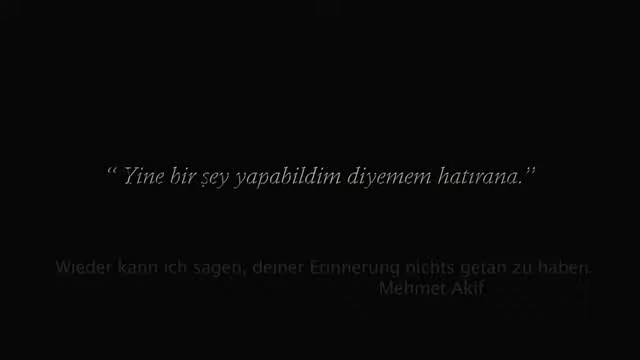 “ Yine bir şey yapabildim diyemem hatırana.”
Wieder kann ich sagen, deiner Erinnerung nichts getan zu haben.
Mehmet Akif